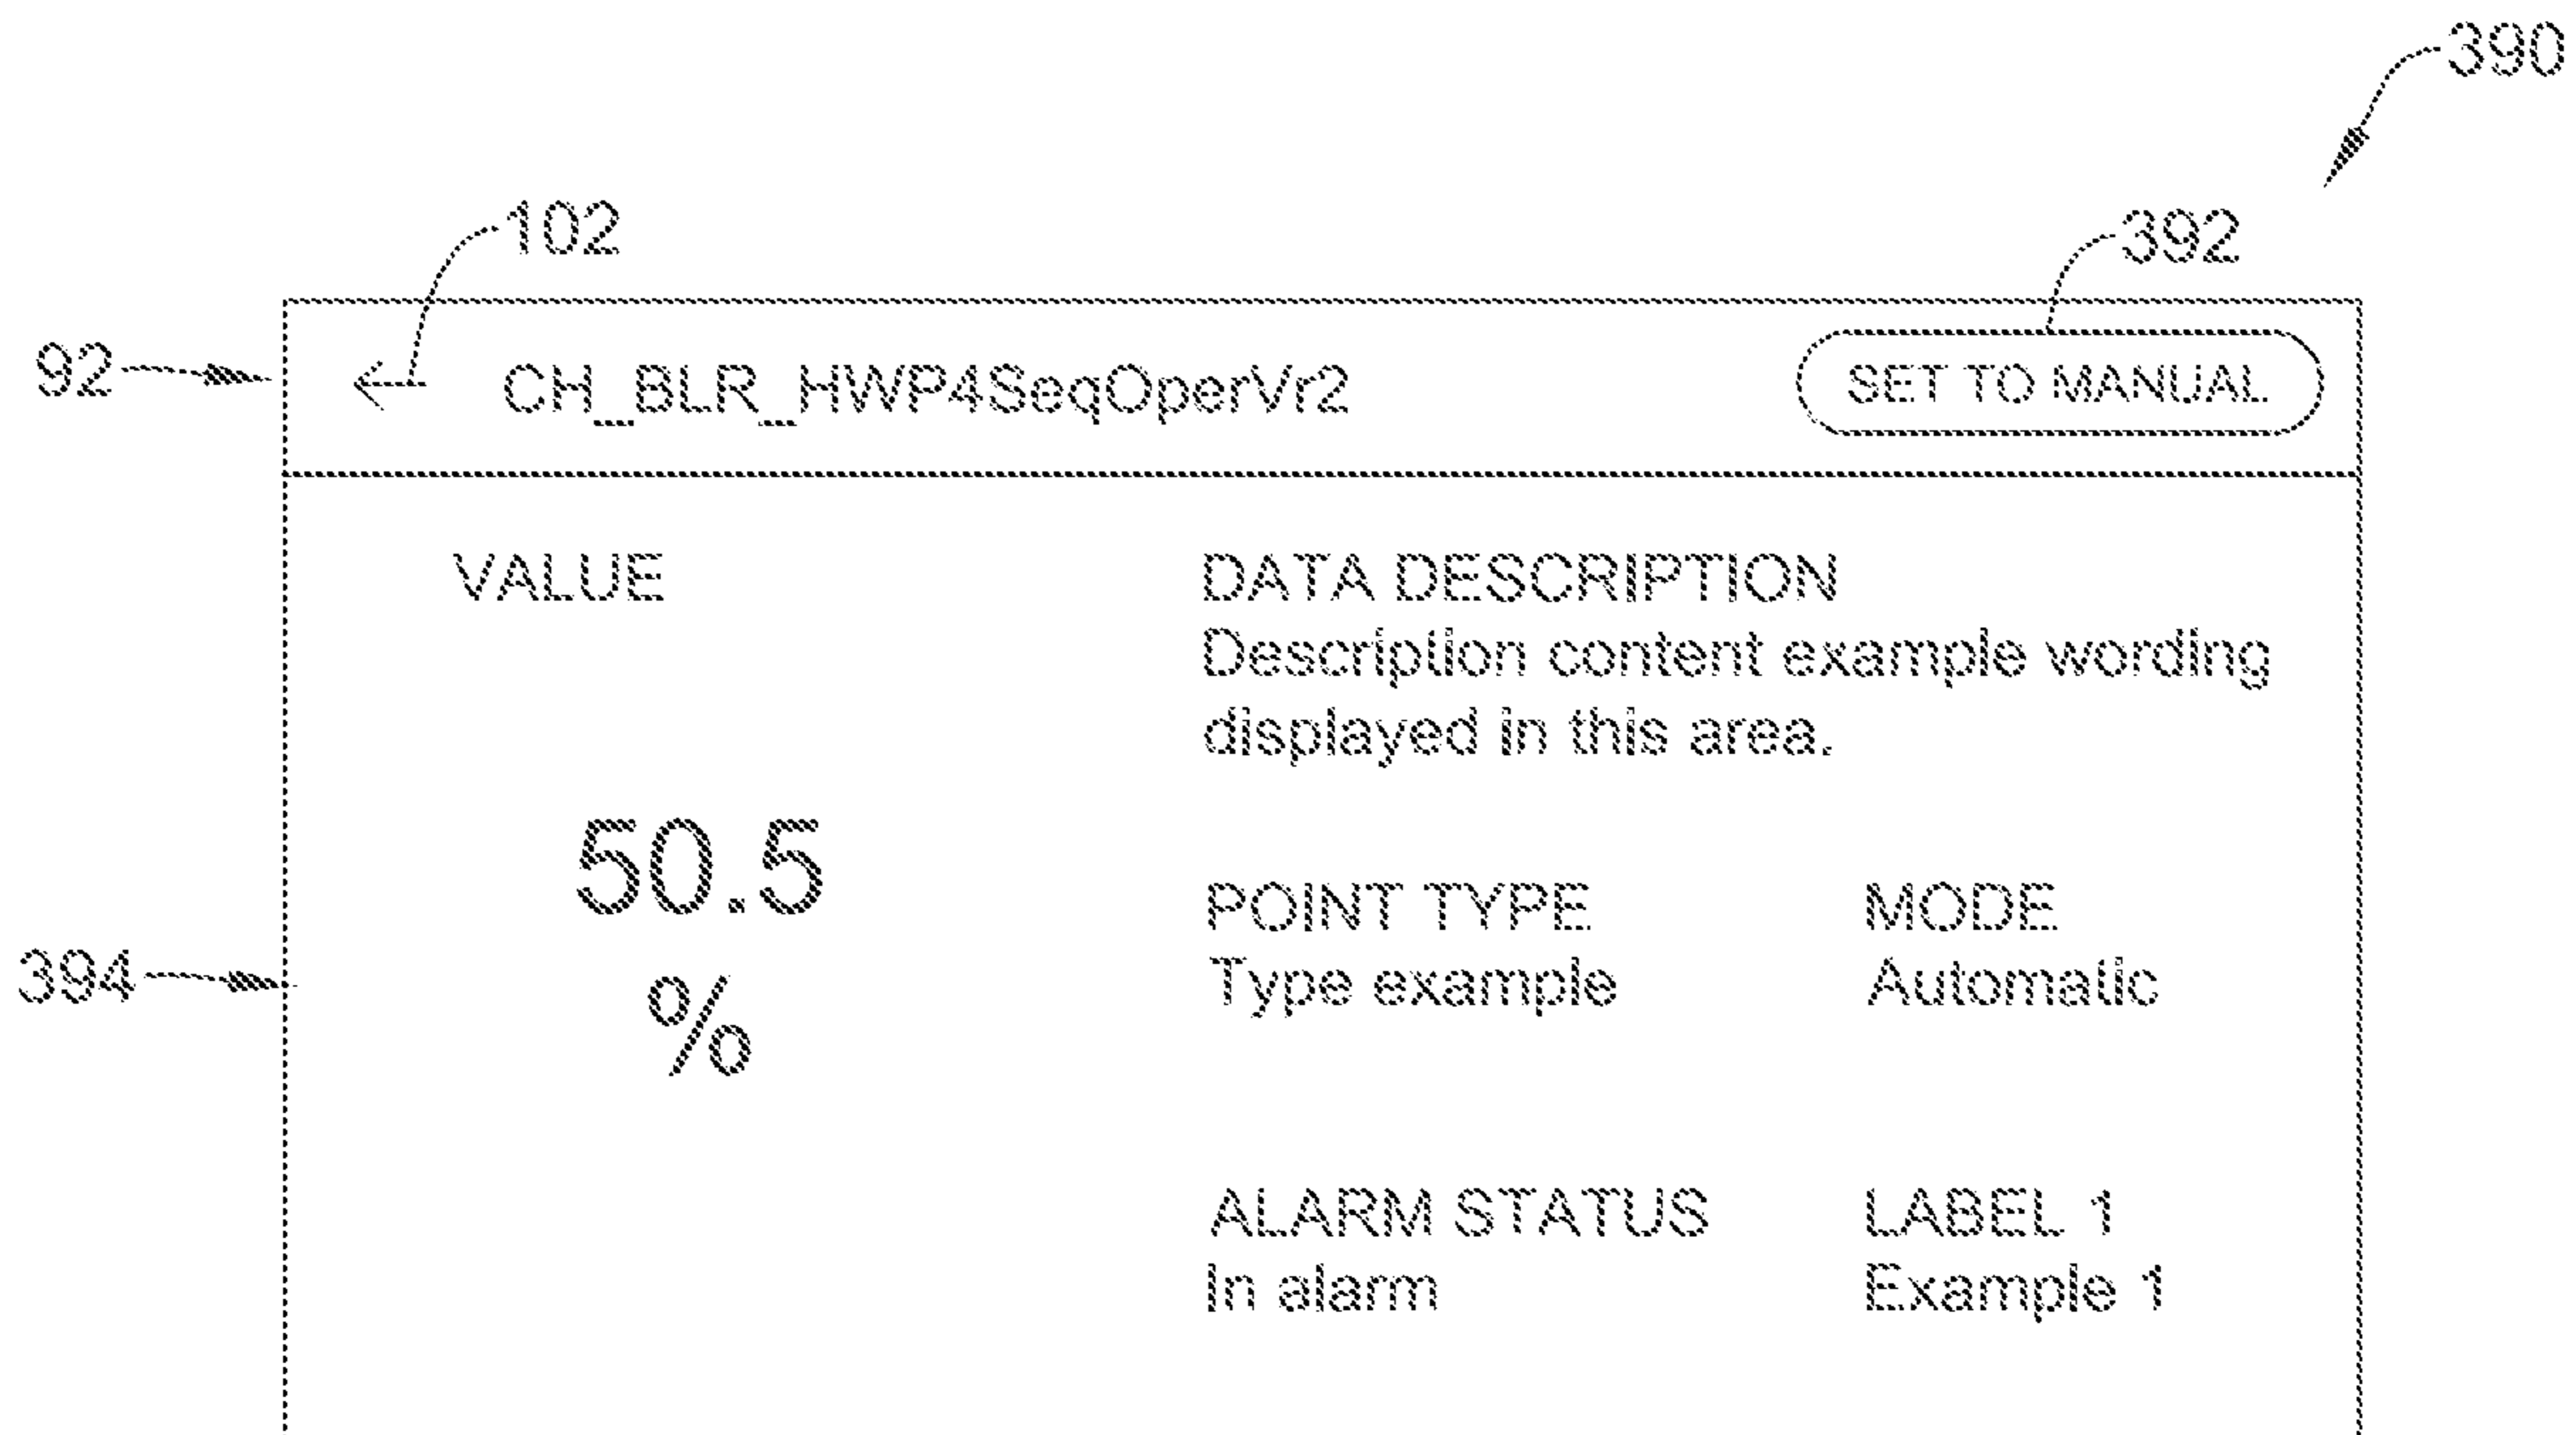 390
102
392
92
CH_BLR_HWP4SeqOperVr2
SET TO MANUAL
VALUE
DATA DESCRIPTION
Description content example wording
displayed in this area.
50.5
%
394
POINT TYPE
Type example
MODE
Automatic
ALARM STATUS
In alarm
LABEL 1
Example 1